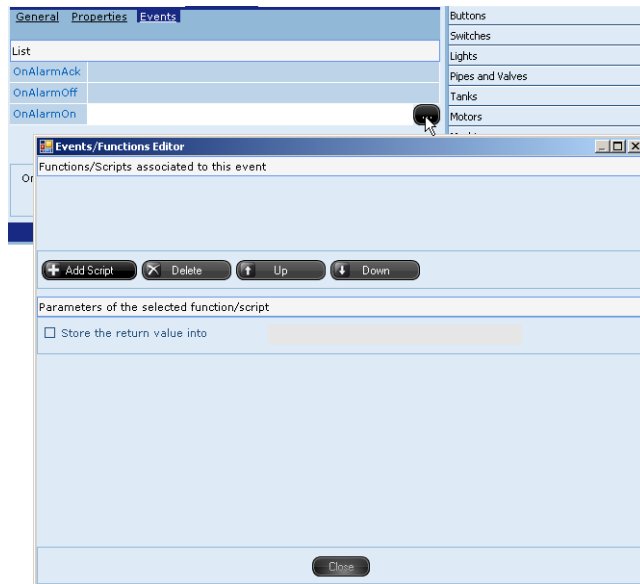 General Properties Events
List
OnAlarmAck
OnAlarmOff
OnAlarmOn
...
Buttons
Switches
Lights
Pipes and Valves
Tanks
Motors
Events/Functions Editor
Functions/Scripts associated to this event
Add Script Delete Up Down
Parameters of the selected function/script
Store the return value into
Close